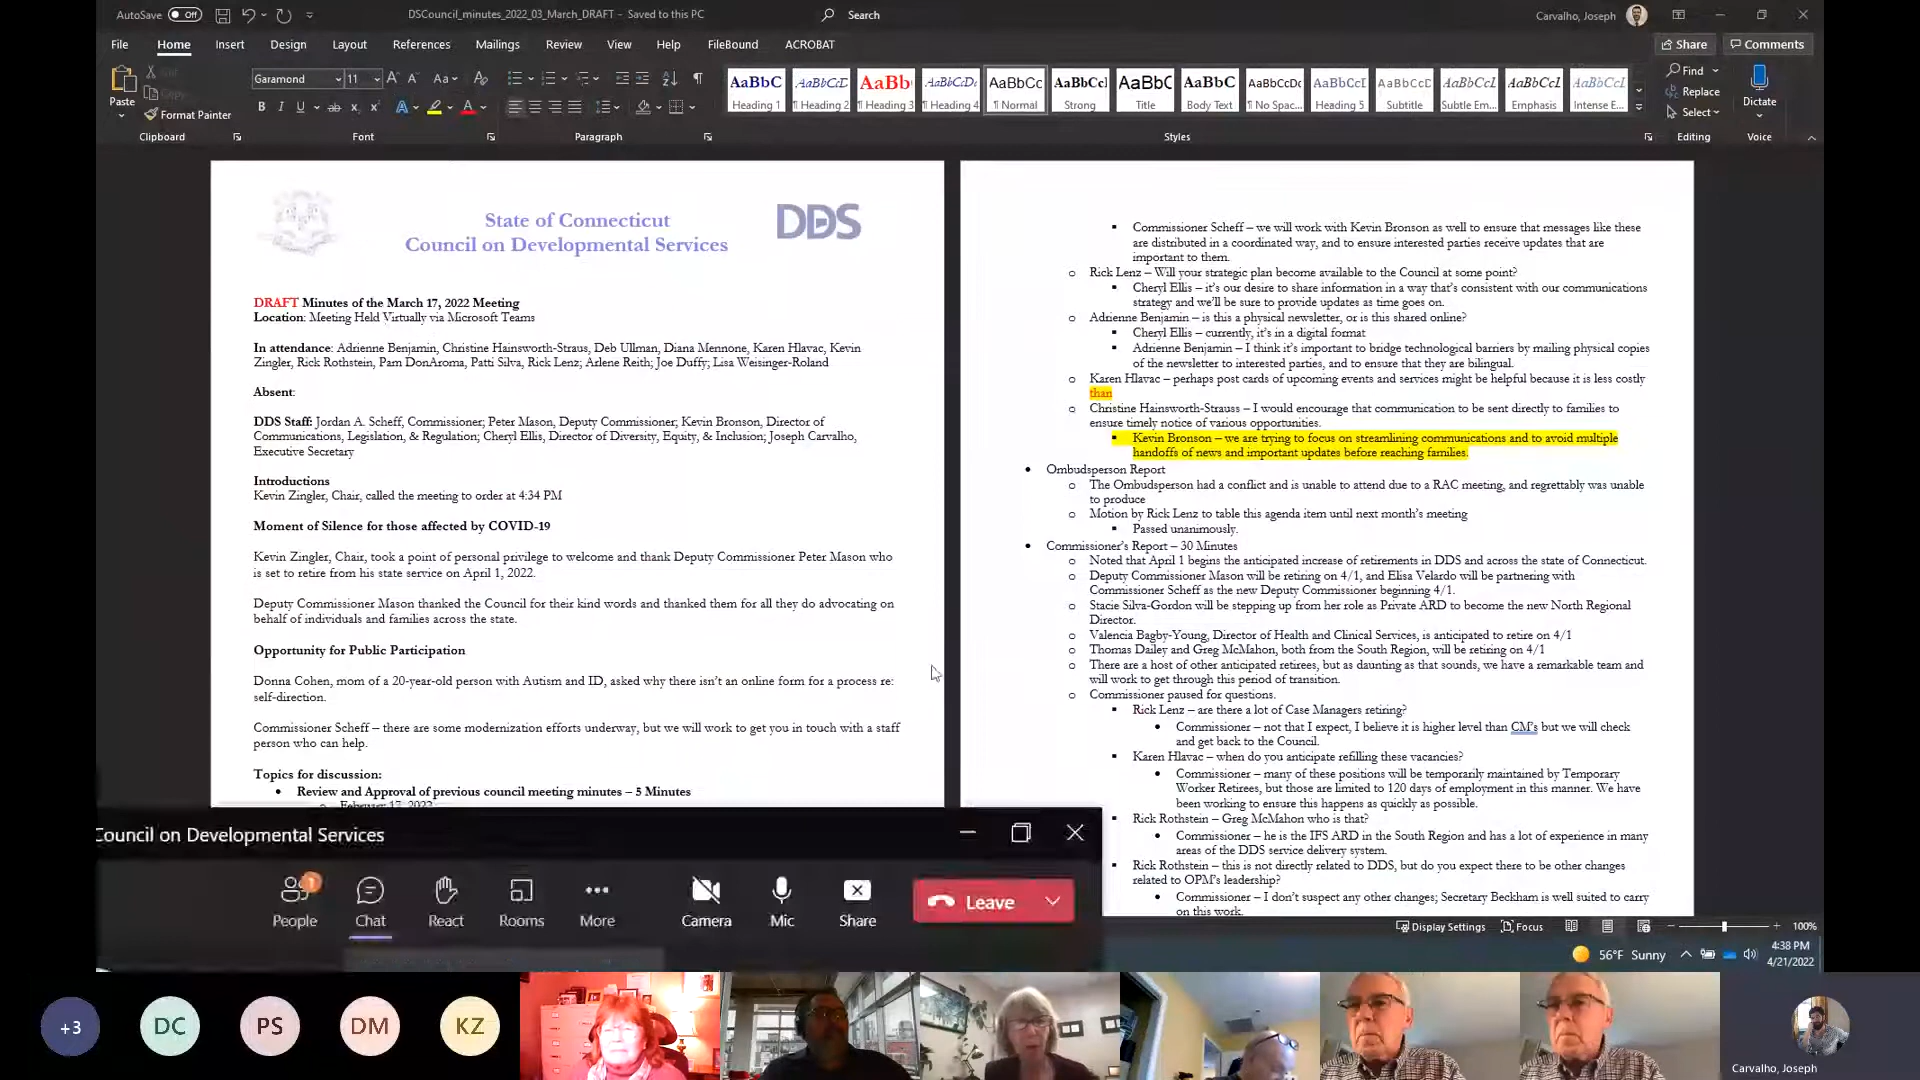 AutoSave Off
DSCouncil_minutes_2022_03_March_DRAFT - Saved to this PC
Search
Carvalho, Joseph
File Home Insert Design Layout References Mailings Review View Help FileBound ACROBAT
Share Comments
Paste
Format Painter
Garamond 11
Clipboard Font Paragraph Styles Editing Voice
Heading 1 Heading 2 Heading 3 Heading 4 Normal Strong Title Body Text No Spac... Heading 5 Subtitle Subtle Em... Emphasis Intense E...
Find
Replace
Select
Dictate
State of Connecticut
Council on Developmental Services
DDS
DRAFT Minutes of the March 17, 2022 Meeting
Location: Meeting Held Virtually via Microsoft Teams
In attendance: Adrienne Benjamin, Christine Hainsworth-Straus, Deb Ullman, Diana Mennone, Karen Hlavac, Kevin
Zingler, Rick Rothstein, Pam DonAroma, Patti Silva, Rick Lenz; Arlene Reith; Joe Duffy; Lisa Weisinger-Roland
Absent:
DDS Staff: Jordan A. Scheff, Commissioner; Peter Mason, Deputy Commissioner; Kevin Bronson, Director of
Communications, Legislation, & Regulation; Cheryl Ellis, Director of Diversity, Equity, & Inclusion; Joseph Carvalho,
Executive Secretary
Introductions
Kevin Zingler, Chair, called the meeting to order at 4:34 PM
Moment of Silence for those affected by COVID-19
Kevin Zingler, Chair, took a point of personal privilege to welcome and thank Deputy Commissioner Peter Mason who
is set to retire from his state service on April 1, 2022.
Deputy Commissioner Mason thanked the Council for their kind words and thanked them for all they do advocating on
behalf of individuals and families across the state.
Opportunity for Public Participation
Donna Cohen, mom of a 20-year-old person with Autism and ID, asked why there isn't an online form for a process re:
self-direction.
Commissioner Scheff – there are some modernization efforts underway, but we will work to get you in touch with a staff
person who can help.
Topics for discussion:
• Review and Approval of previous council meeting minutes – 5 Minutes
o February 17, 2022
▪ Commissioner Scheff – we will work with Kevin Bronson as well to ensure that messages like these
are distributed in a coordinated way, and to ensure interested parties receive updates that are
important to them.
o Rick Lenz – Will your strategic plan become available to the Council at some point?
▪ Cheryl Ellis – it's our desire to share information in a way that's consistent with our communications
strategy and we'll be sure to provide updates as time goes on.
o Adrienne Benjamin – is this a physical newsletter, or is this shared online?
▪ Cheryl Ellis – currently, it's in a digital format
▪ Adrienne Benjamin – I think it's important to bridge technological barriers by mailing physical copies
of the newsletter to interested parties, and to ensure that they are bilingual.
o Karen Hlavac – perhaps post cards of upcoming events and services might be helpful because it is less costly
than
o Christine Hainsworth-Strauss – I would encourage that communication to be sent directly to families to
ensure timely notice of various opportunities.
▪ Kevin Bronson – we are trying to focus on streamlining communications and to avoid multiple
handoffs of news and important updates before reaching families.
• Ombudsperson Report
o The Ombudsperson had a conflict and is unable to attend due to a RAC meeting, and regrettably was unable
to produce
o Motion by Rick Lenz to table this agenda item until next month's meeting
▪ Passed unanimously.
• Commissioner's Report – 30 Minutes
o Noted that April 1 begins the anticipated increase of retirements in DDS and across the state of Connecticut.
o Deputy Commissioner Mason will be retiring on 4/1, and Elisa Velardo will be partnering with
Commissioner Scheff as the new Deputy Commissioner beginning 4/1.
o Stacie Silva-Gordon will be stepping up from her role as Private ARD to become the new North Regional
Director.
o Valencia Bagby-Young, Director of Health and Clinical Services, is anticipated to retire on 4/1
o Thomas Dailey and Greg McMahon, both from the South Region, will be retiring on 4/1
o There are a host of other anticipated retirees, but as daunting as that sounds, we have a remarkable team and
will work to get through this period of transition.
o Commissioner paused for questions.
▪ Rick Lenz – are there a lot of Case Managers retiring?
• Commissioner – not that I expect, I believe it is higher level than CM's but we will check
and get back to the Council.
▪ Karen Hlavac – when do you anticipate refilling these vacancies?
• Commissioner – many of these positions will be temporarily maintained by Temporary
Worker Retirees, but those are limited to 120 days of employment in this manner. We have
been working to ensure this happens as quickly as possible.
▪ Rick Rothstein – Greg McMahon who is that?
• Commissioner – he is the IFS ARD in the South Region and has a lot of experience in many
areas of the DDS service delivery system.
▪ Rick Rothstein – this is not directly related to DDS, but do you expect there to be other changes
related to OPM's leadership?
• Commissioner – I don't suspect any other changes; Secretary Beckham is well suited to carry
on this work.
Council on Developmental Services
1
People Chat React Rooms More Camera Mic Share Leave
Display Settings Focus 100%
56°F Sunny
4:38 PM
4/21/2022
+3 DC PS DM KZ
Carvalho, Joseph